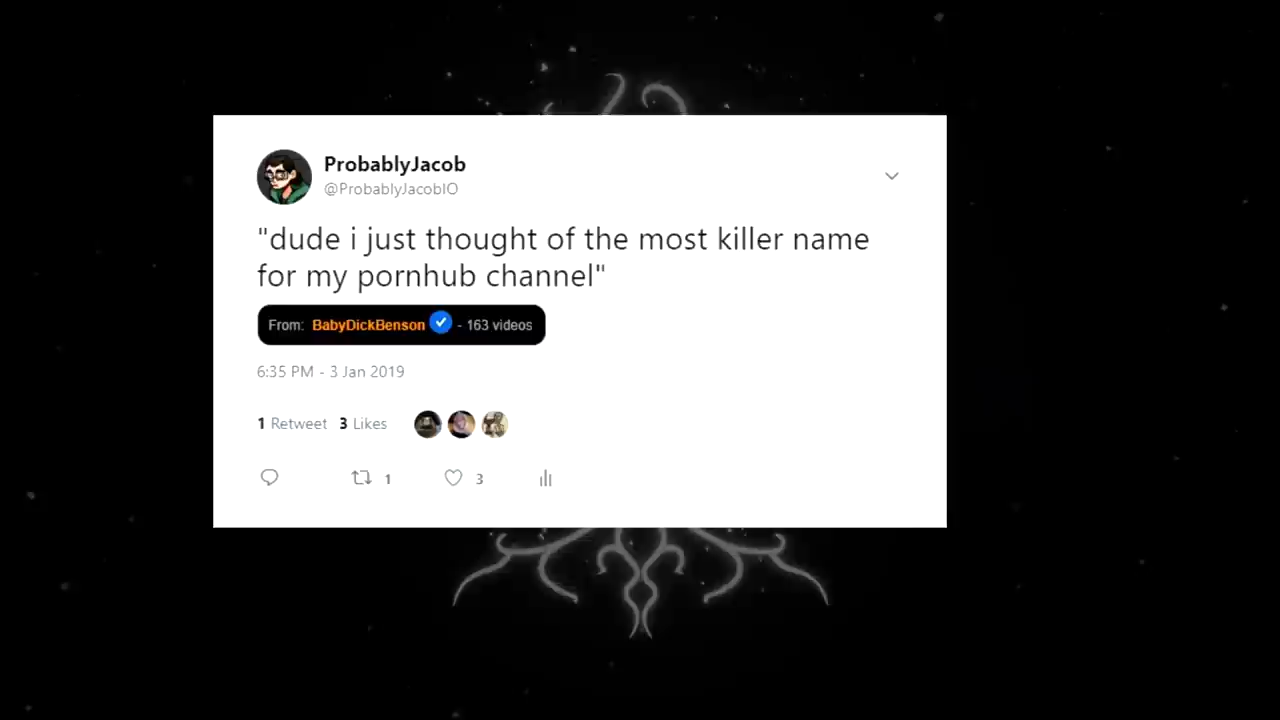 ProbablyJacob
@ProbablyJacobIO
"dude i just thought of the most killer name
for my pornhub channel"
From: BabyDickBenson - 163 videos
6:35 PM - 3 Jan 2019
1 Retweet 3 Likes
1 3